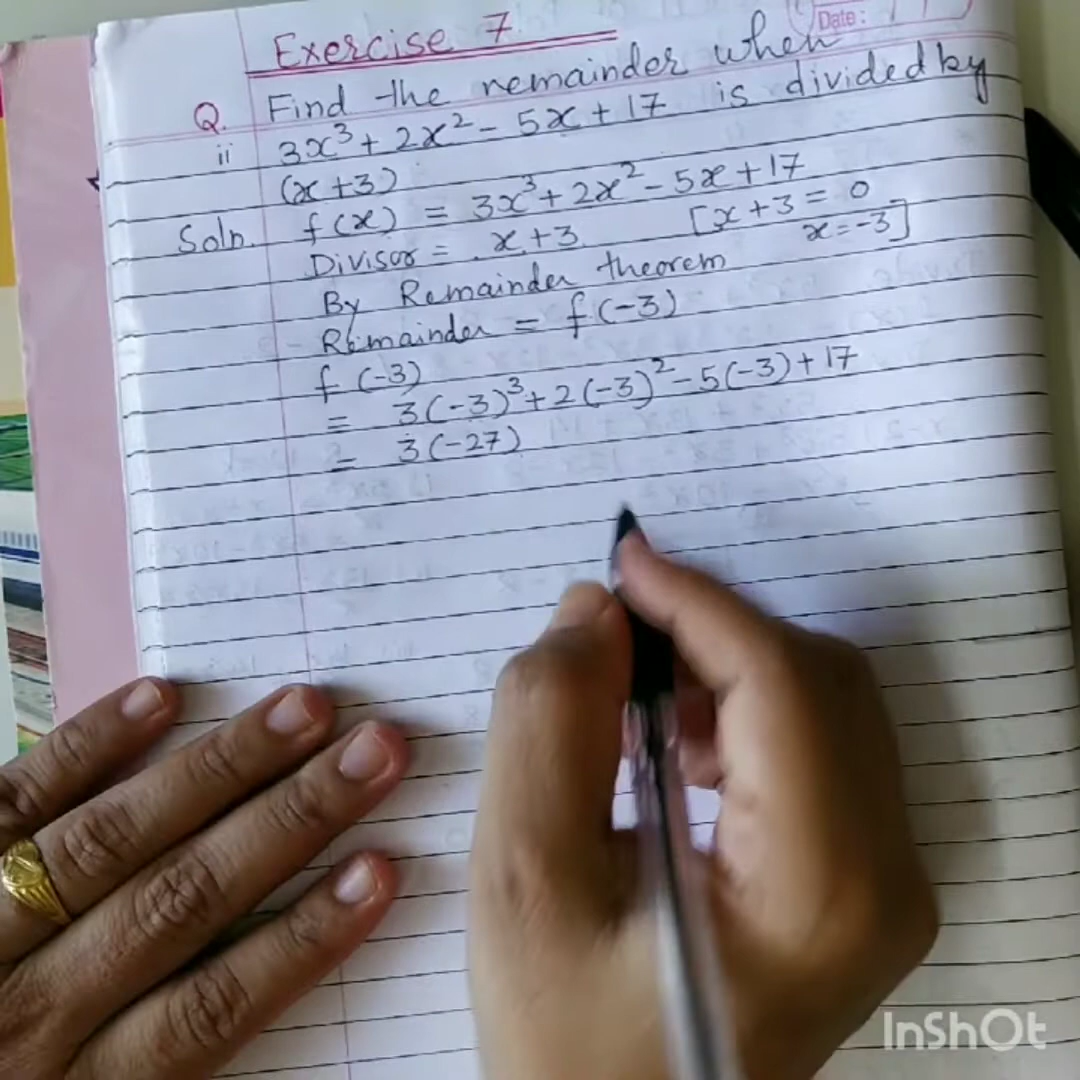 Date:
Exercise 7
Q. Find the remainder when
ii 3x³ + 2x² - 5x + 17 is divided by
(x + 3)
Soln. f(x) = 3x³ + 2x² - 5x + 17
Divisor = x + 3 [x + 3 = 0
x = -3]
By Remainder theorem
Remainder = f(-3)
f(-3)
= 3(-3)³ + 2(-3)² - 5(-3) + 17
= 3(-27)
InShOt